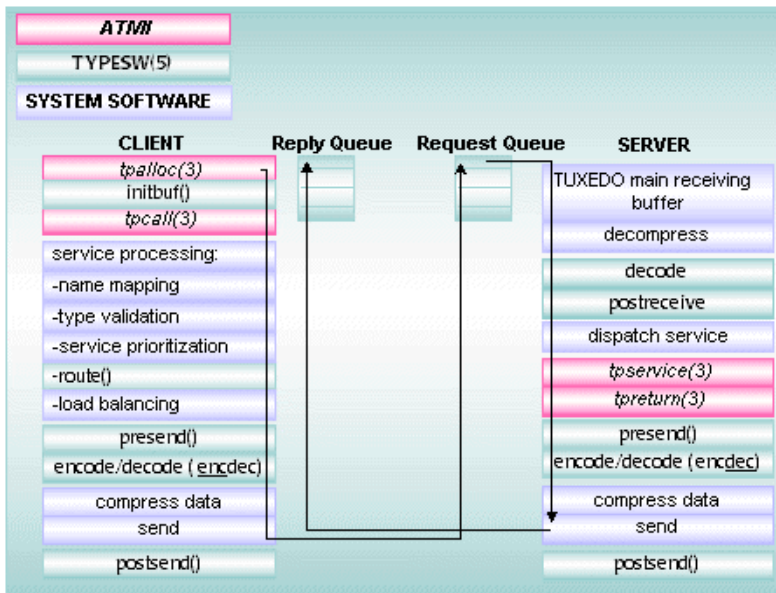 ATMI
TYPESW(5)
SYSTEM SOFTWARE
CLIENT
Reply Queue
Request Queue
SERVER
tpalloc(3)
initbuf()
tpcall(3)
service processing:
-name mapping
-type validation
-service prioritization
-route()
-load balancing
presend()
encode/decode ( encdec)
compress data
send
postsend()
TUXEDO main receiving
buffer
decompress
decode
postreceive
dispatch service
tpservice(3)
tpreturn(3)
presend()
encode/decode (encdec)
compress data
send
postsend()